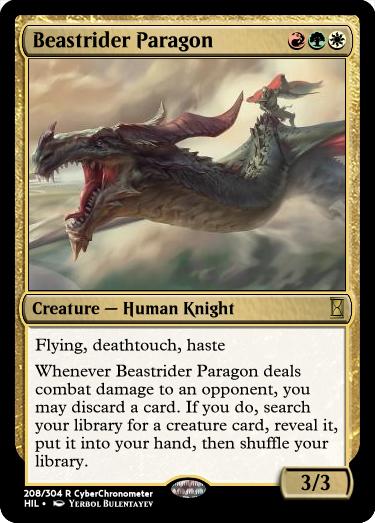 Beastrider Paragon
Creature — Human Knight
Flying, deathtouch, haste
Whenever Beastrider Paragon deals
combat damage to an opponent, you
may discard a card. If you do, search
your library for a creature card, reveal it,
put it into your hand, then shuffle your
library.
3/3
208/304 R CyberChronometer
HIL • Yerbol Bulentayev